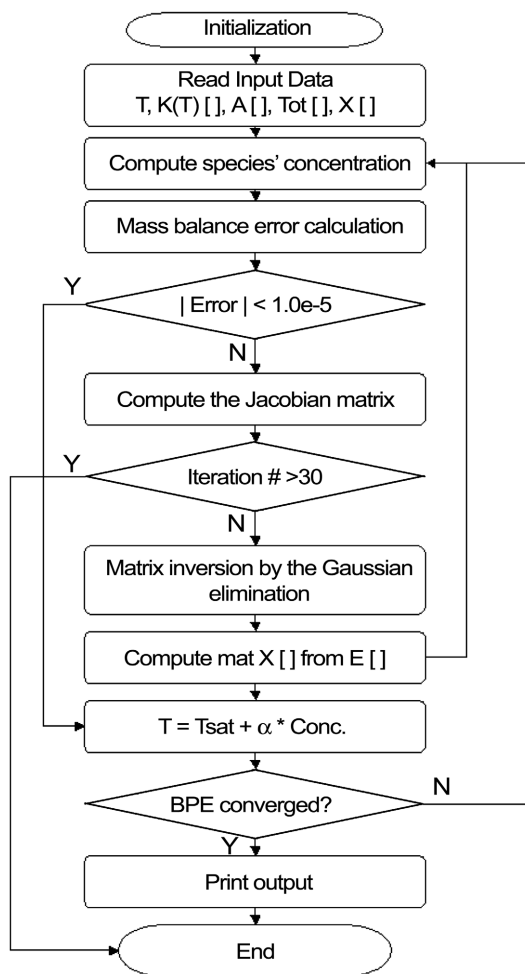 Initialization
Read Input Data
T, K(T) [ ], A [ ], Tot [ ], X [ ]
Compute species' concentration
Mass balance error calculation
Y
| Error | < 1.0e-5
N
Compute the Jacobian matrix
Y
Iteration # >30
N
Matrix inversion by the Gaussian
elimination
Compute mat X [ ] from E [ ]
T = Tsat + α * Conc.
BPE converged?
N
Y
Print output
End